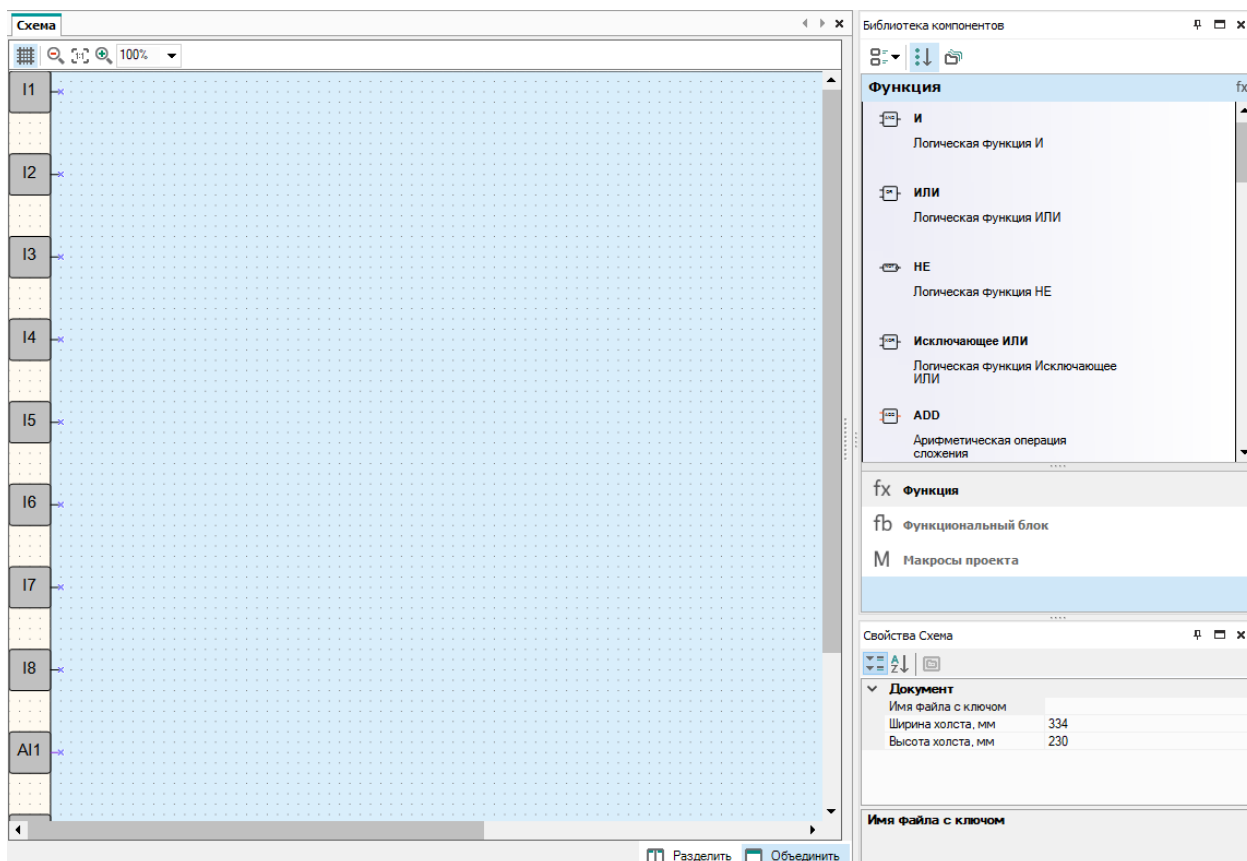 Схема
100%
I1
I2
I3
I4
I5
I6
I7
I8
AI1
Разделить
Объединить
Библиотека компонентов
Функция
fx
И
Логическая функция И
ИЛИ
Логическая функция ИЛИ
НЕ
Логическая функция НЕ
Исключающее ИЛИ
Логическая функция Исключающее
ИЛИ
ADD
Арифметическая операция
сложения
fx Функция
fb Функциональный блок
M Макросы проекта
Свойства Схема
Документ
Имя файла с ключом
Ширина холста, мм 334
Высота холста, мм 230
Имя файла с ключом